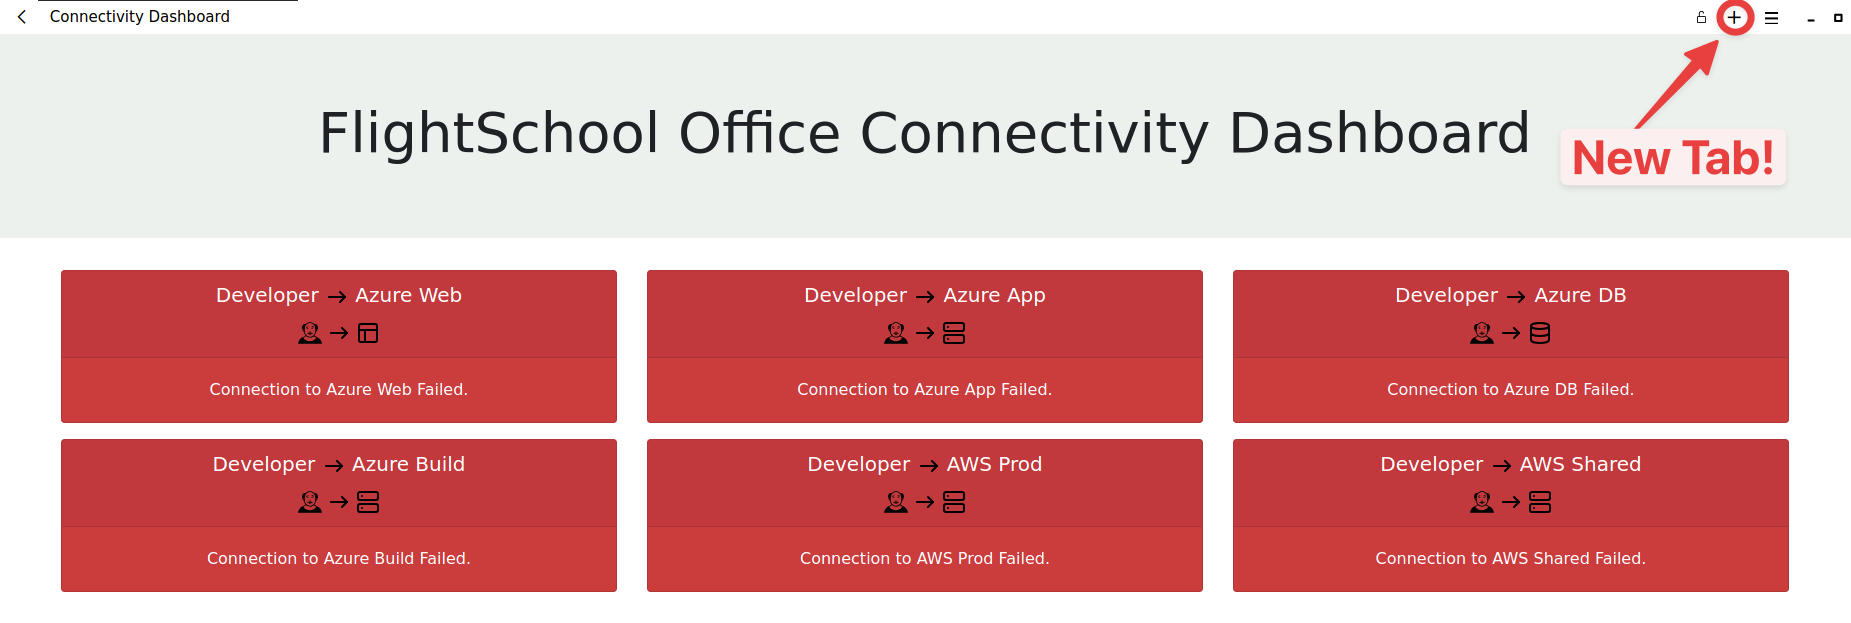 Connectivity Dashboard
FlightSchool Office Connectivity Dashboard
New Tab!
Developer → Azure Web
Connection to Azure Web Failed.
Developer → Azure App
Connection to Azure App Failed.
Developer → Azure DB
Connection to Azure DB Failed.
Developer → Azure Build
Connection to Azure Build Failed.
Developer → AWS Prod
Connection to AWS Prod Failed.
Developer → AWS Shared
Connection to AWS Shared Failed.